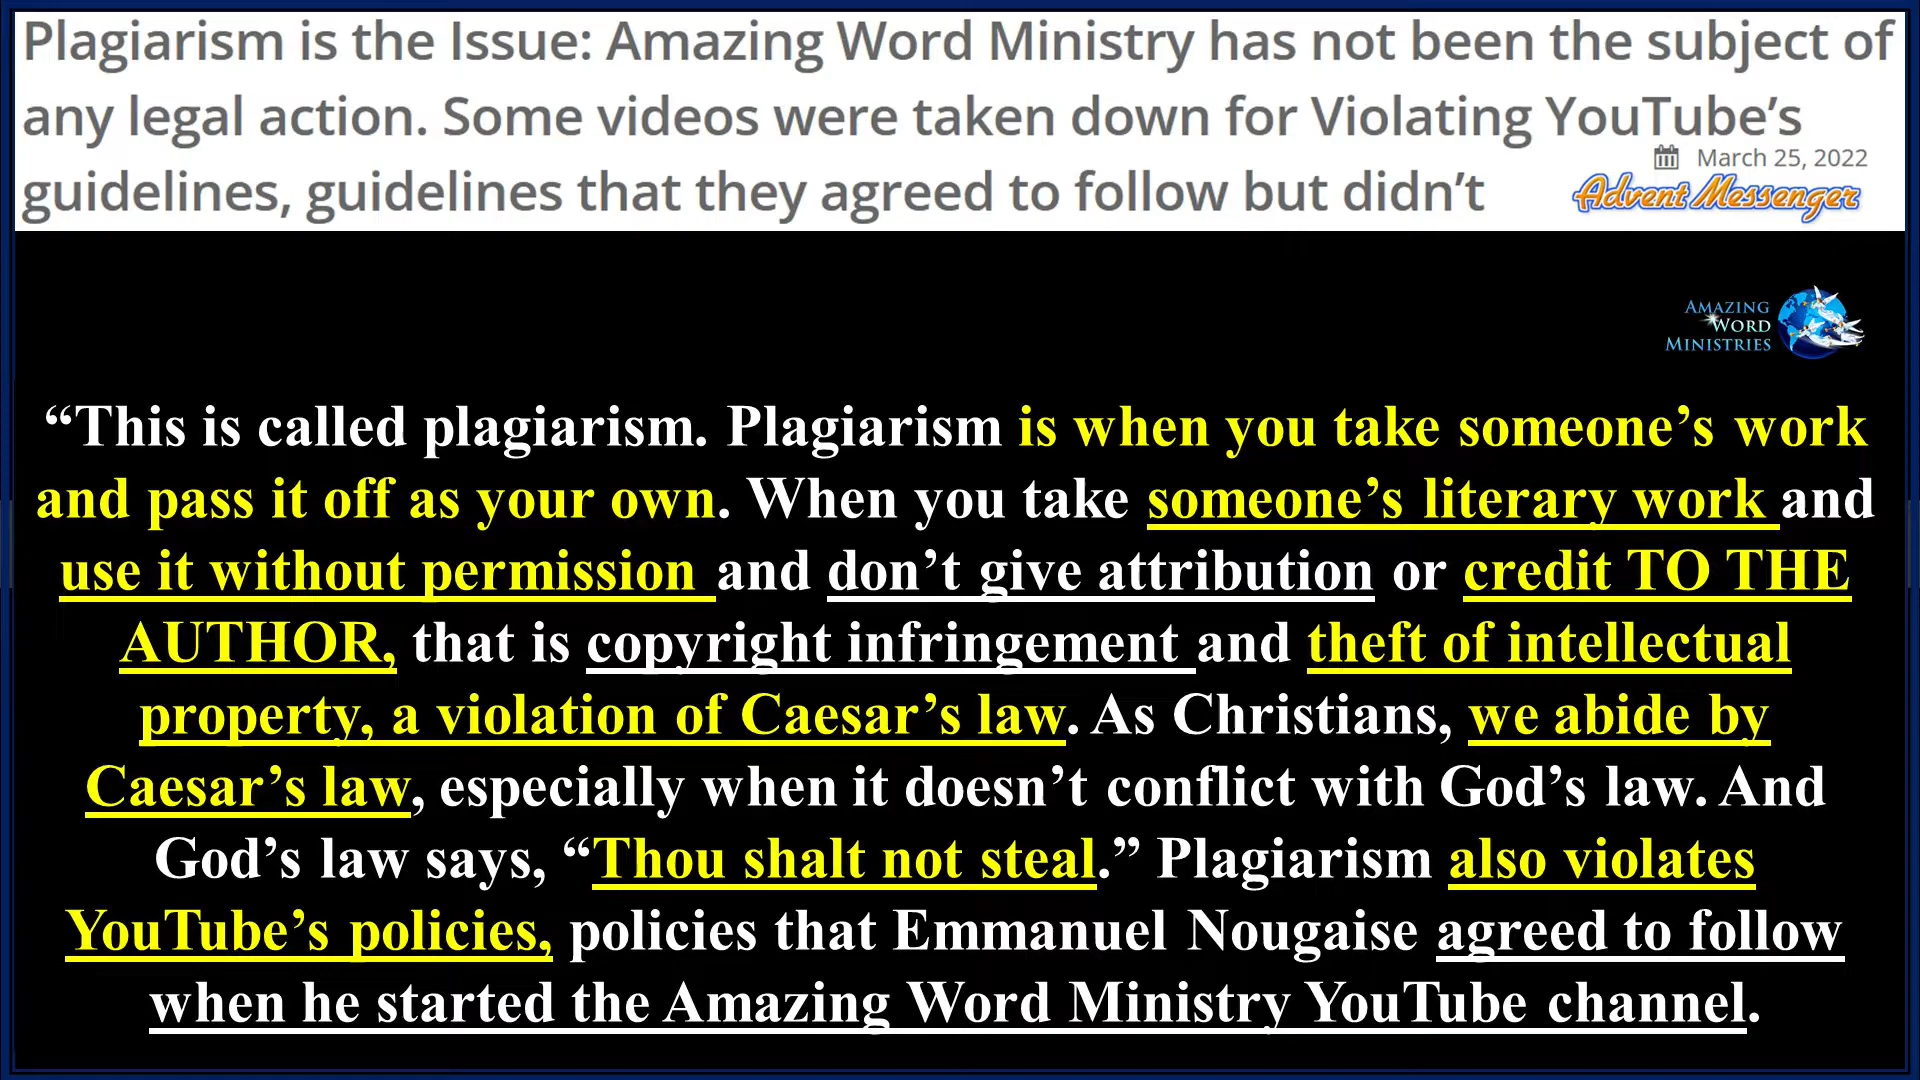 Plagiarism is the Issue: Amazing Word Ministry has not been the subject of
any legal action. Some videos were taken down for Violating YouTube’s
guidelines, guidelines that they agreed to follow but didn’t
March 25, 2022
Advent Messenger
AMAZING
WORD
MINISTRIES
“This is called plagiarism. Plagiarism is when you take someone’s work
and pass it off as your own. When you take someone’s literary work and
use it without permission and don’t give attribution or credit TO THE
AUTHOR, that is copyright infringement and theft of intellectual
property, a violation of Caesar’s law. As Christians, we abide by
Caesar’s law, especially when it doesn’t conflict with God’s law. And
God’s law says, “Thou shalt not steal.” Plagiarism also violates
YouTube’s policies, policies that Emmanuel Nougaise agreed to follow
when he started the Amazing Word Ministry YouTube channel.